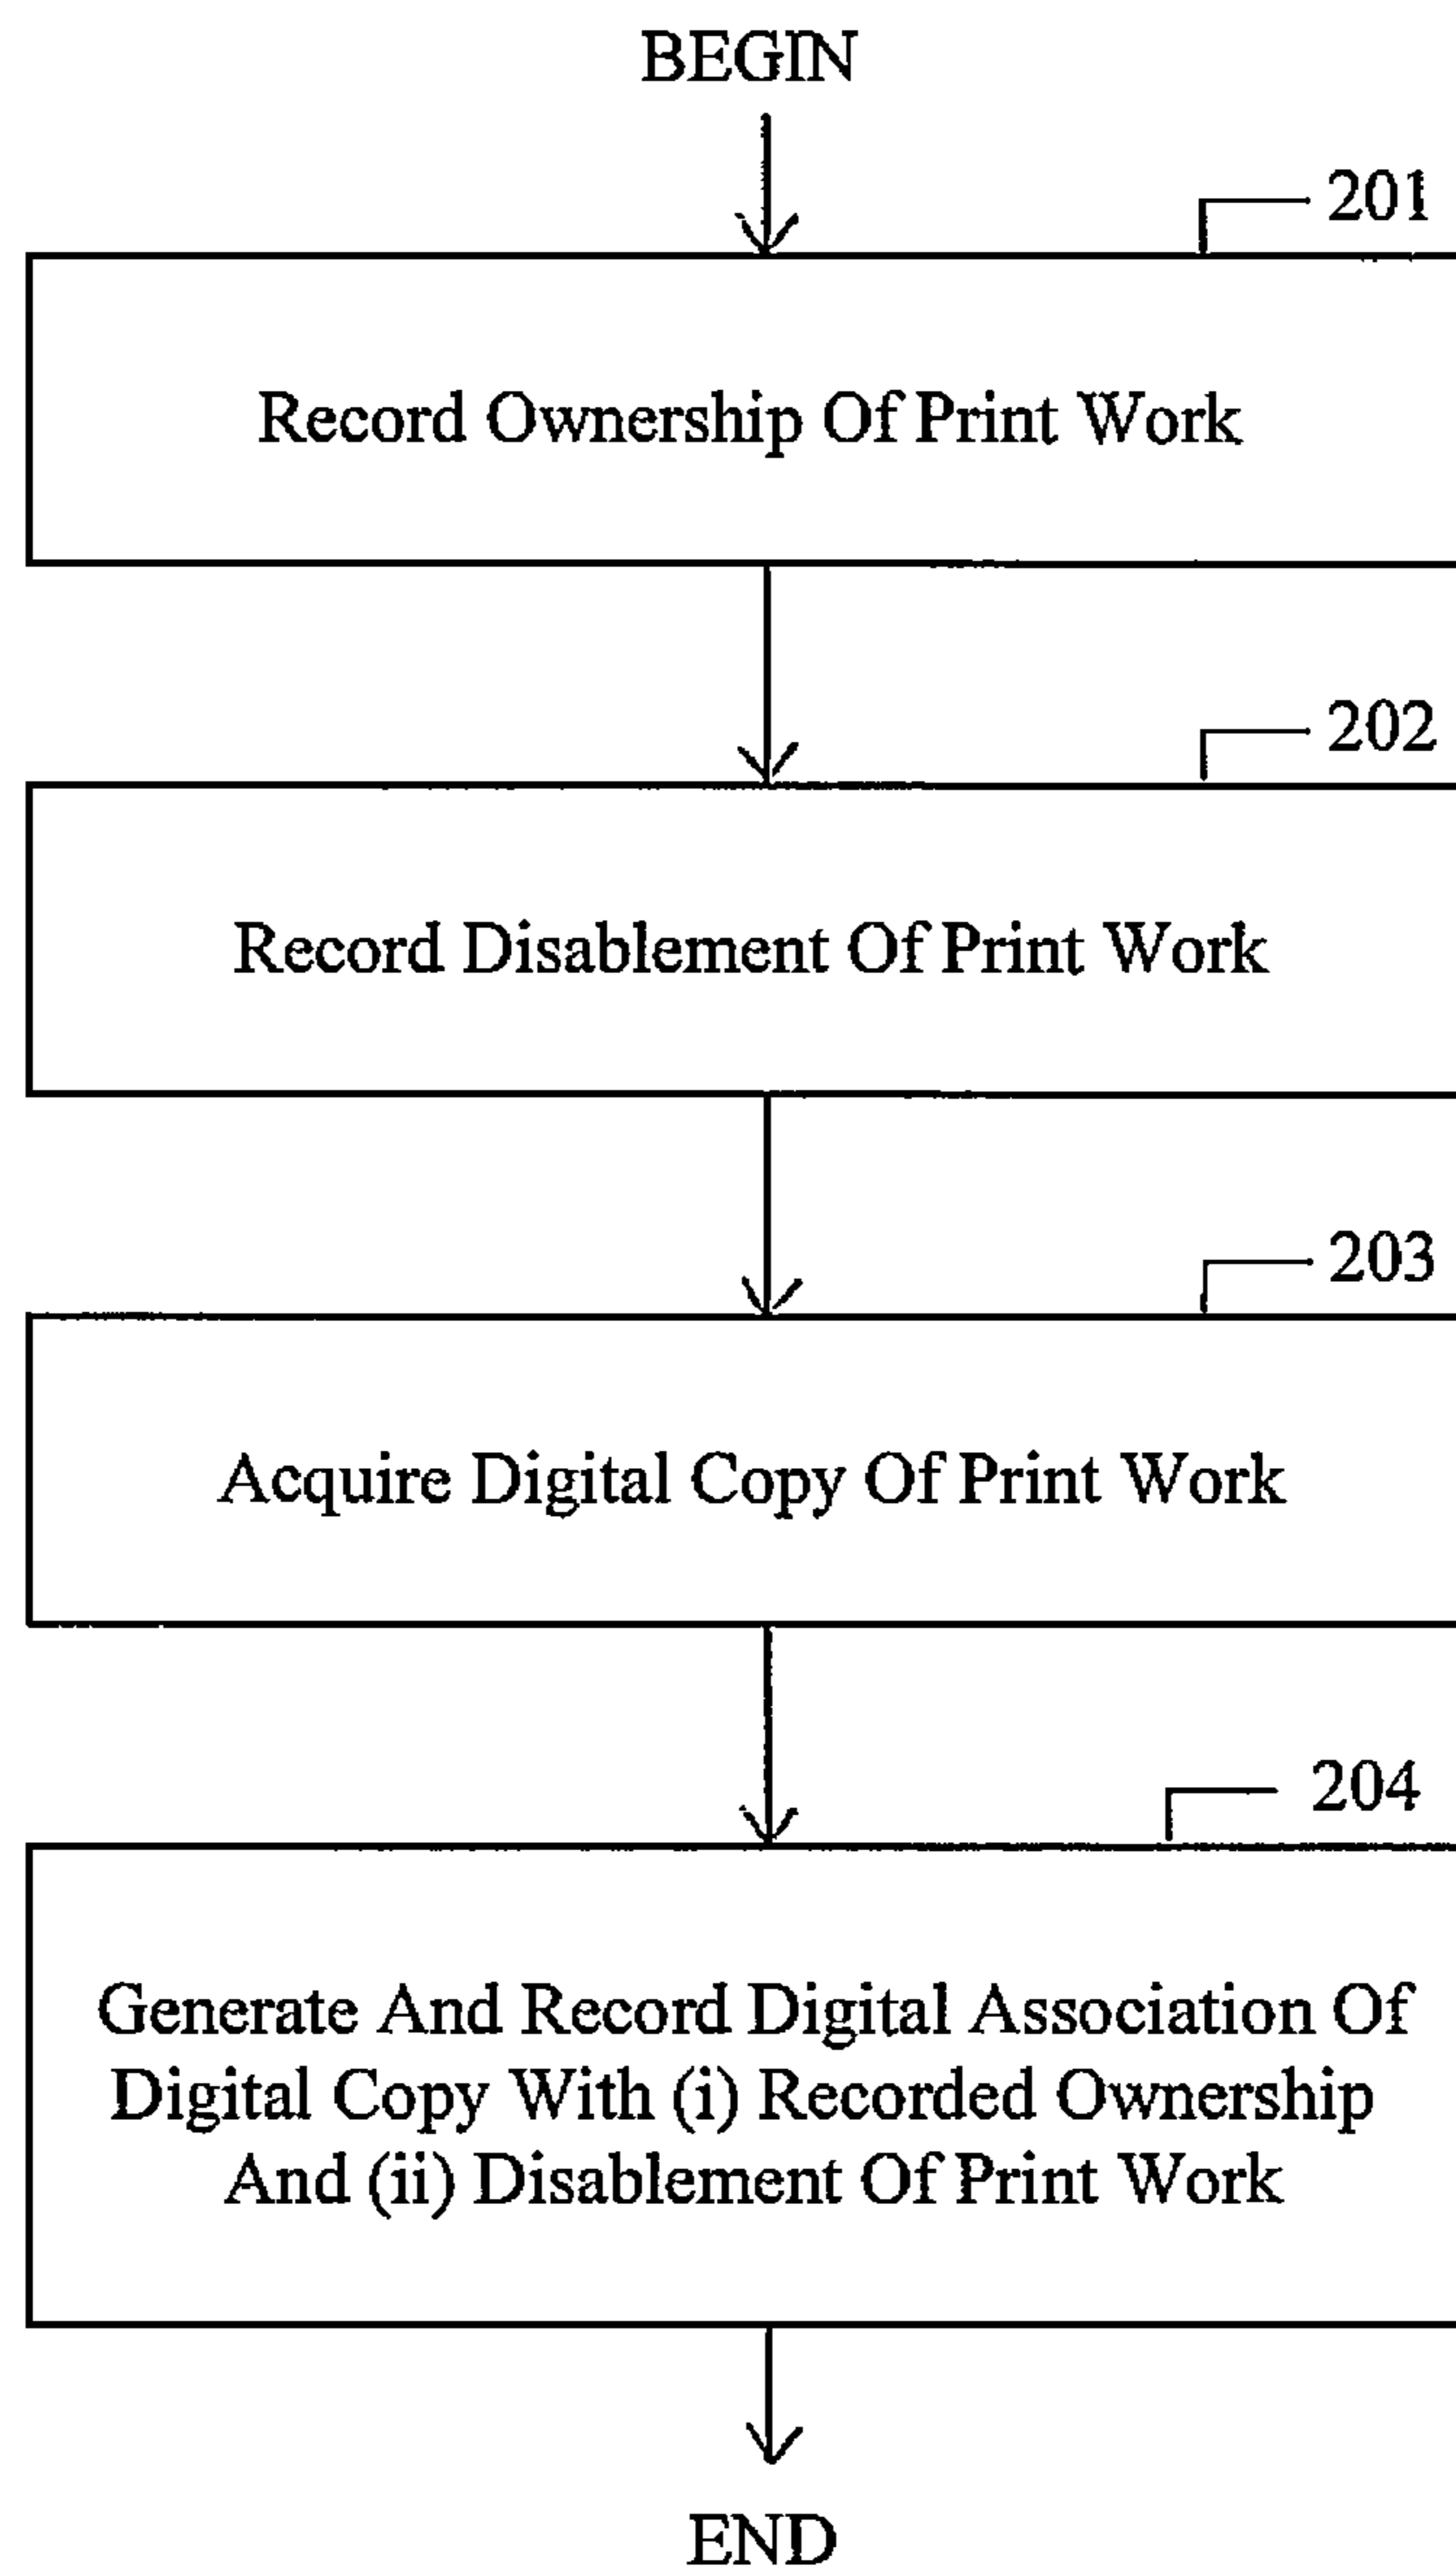 BEGIN
201
Record Ownership Of Print Work
202
Record Disablement Of Print Work
203
Acquire Digital Copy Of Print Work
204
Generate And Record Digital Association Of
Digital Copy With (i) Recorded Ownership
And (ii) Disablement Of Print Work
END